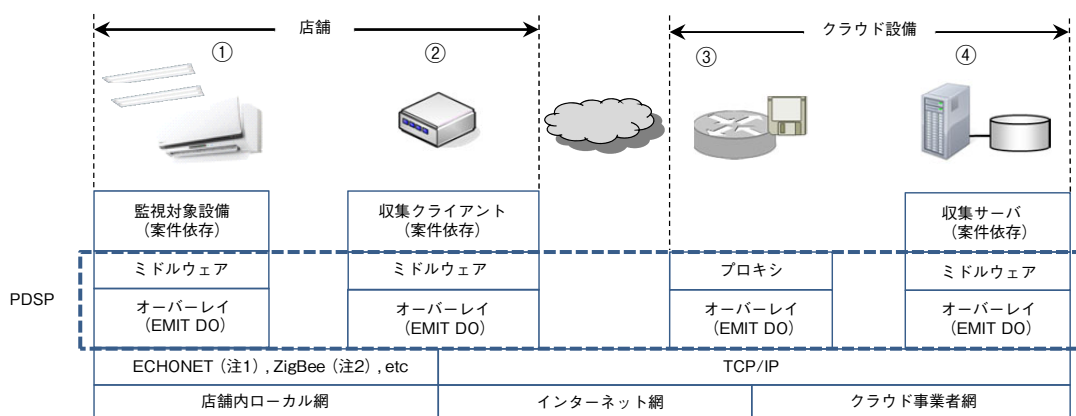 店舗
クラウド設備
①
②
③
④
監視対象設備
（案件依存）
収集クライアント
（案件依存）
収集サーバ
（案件依存）
PDSP
ミドルウェア
ミドルウェア
プロキシ
ミドルウェア
オーバーレイ
（EMIT DO）
オーバーレイ
（EMIT DO）
オーバーレイ
（EMIT DO）
オーバーレイ
（EMIT DO）
ECHONET（注1）, ZigBee（注2）, etc
TCP/IP
店舗内ローカル網
インターネット網
クラウド事業者網